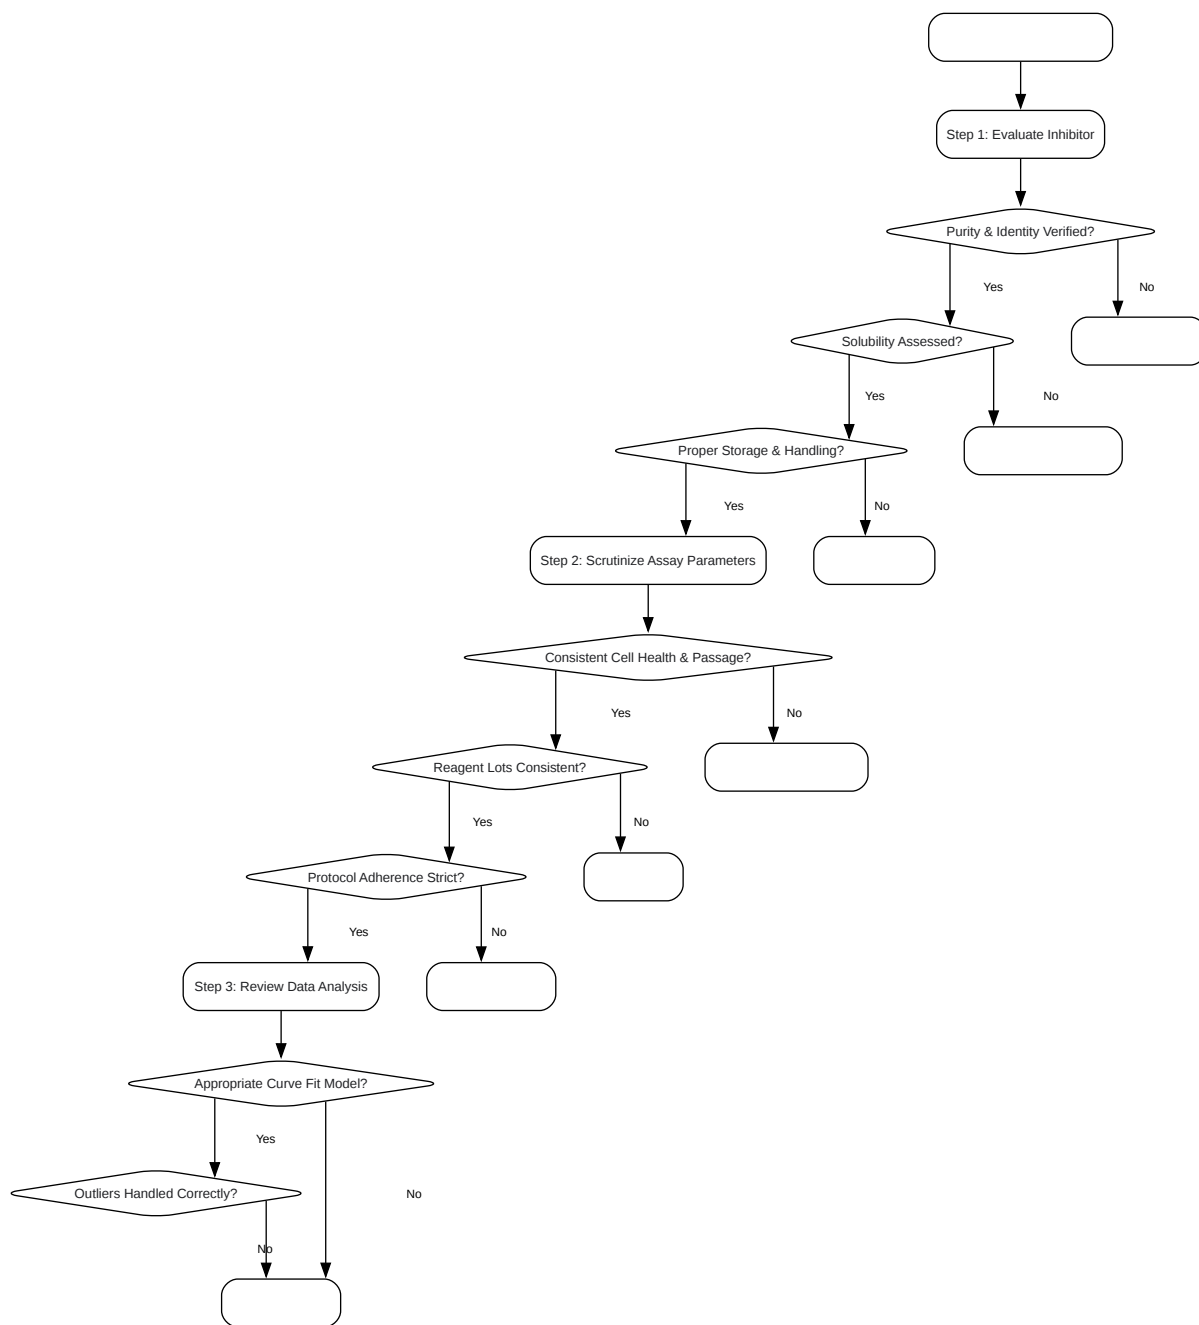 Step 1: Evaluate Inhibitor
Purity & Identity Verified?
Yes
No
Solubility Assessed?
Yes
No
Proper Storage & Handling?
Yes
No
Step 2: Scrutinize Assay Parameters
Consistent Cell Health & Passage?
Yes
No
Reagent Lots Consistent?
Yes
No
Protocol Adherence Strict?
Yes
No
Step 3: Review Data Analysis
Appropriate Curve Fit Model?
Yes
Outliers Handled Correctly?
No
No